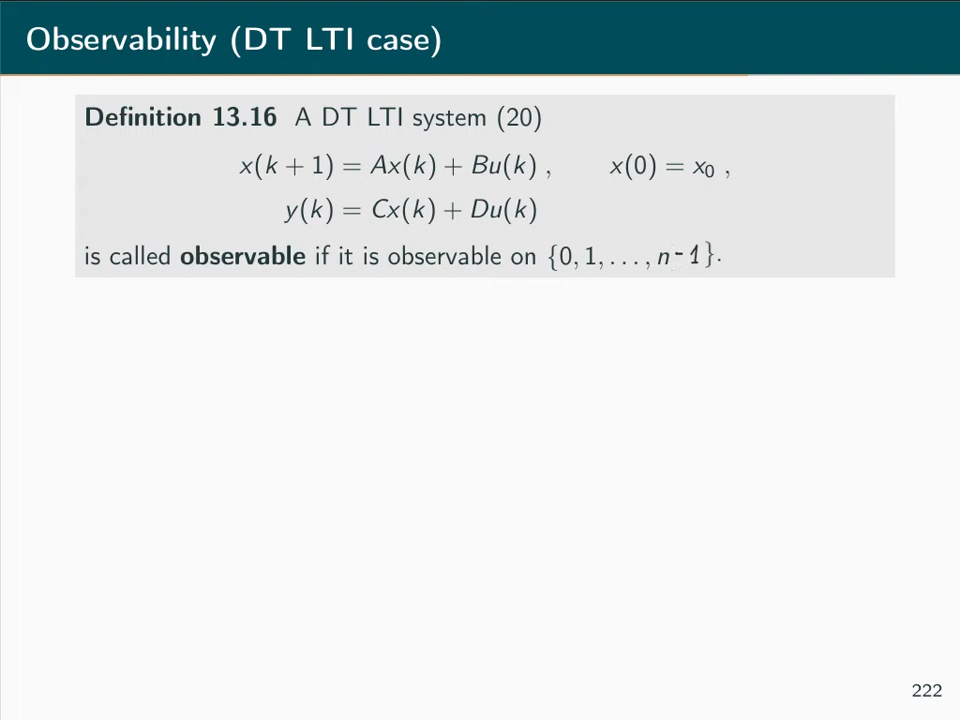 Observability (DT LTI case)
Definition 13.16 A DT LTI system (20)
x(k + 1) = Ax(k) + Bu(k) , x(0) = x₀ ,
y(k) = Cx(k) + Du(k)
is called observable if it is observable on {0, 1, . . . , n-1}.
222